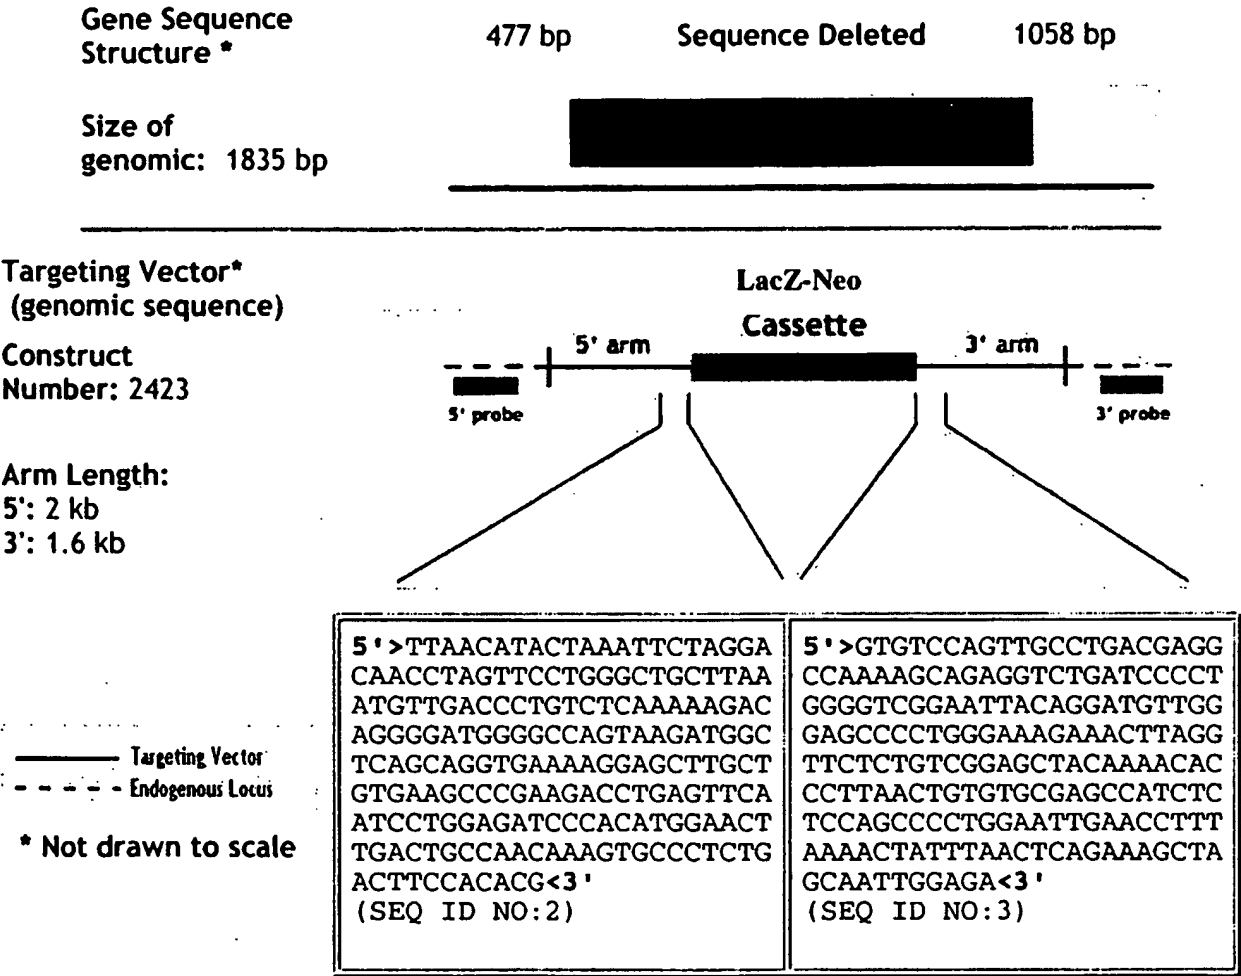 Gene Sequence
Structure *
477 bp Sequence Deleted 1058 bp
Size of
genomic: 1835 bp
Targeting Vector*
(genomic sequence)
LacZ-Neo
Cassette
5' arm
3' arm
Construct
Number: 2423
5' probe
3' probe
Arm Length:
5': 2 kb
3': 1.6 kb
5'>TTAACATACTAAATTCTAGGA
CAACCTAGTTCCTGGGCTGCTTAA
ATGTTGACCCTGTCTCAAAAAGAC
AGGGGATGGGGCCAGTAAGATGGC
TCAGCAGGTGAAAAGGAGCTTGCT
GTGAAGCCCGAAGACCTGAGTTCA
ATCCTGGAGATCCCACATGGAACT
TGACTGCCAACAAAGTGCCCTCTG
ACTTCCACACG<3'
(SEQ ID NO:2)
5'>GTGTCCAGTTGCCTGACGAGG
CCAAAAGCAGAGGTCTGATCCCCT
GGGGTCGGAATTACAGGATGTTGG
GAGCCCCTGGGAAAGAAACTTAGG
TTCTCTGTCGGAGCTACAAAACAC
CCTTAACTGTGTGCGAGCCATCTC
TCCAGCCCCTGGAATTGAACCTTT
AAAACTATTTAACTCAGAAAGCTA
GCAATTGGAGA<3'
(SEQ ID NO:3)
Targeting Vector
Endogenous Locus
* Not drawn to scale